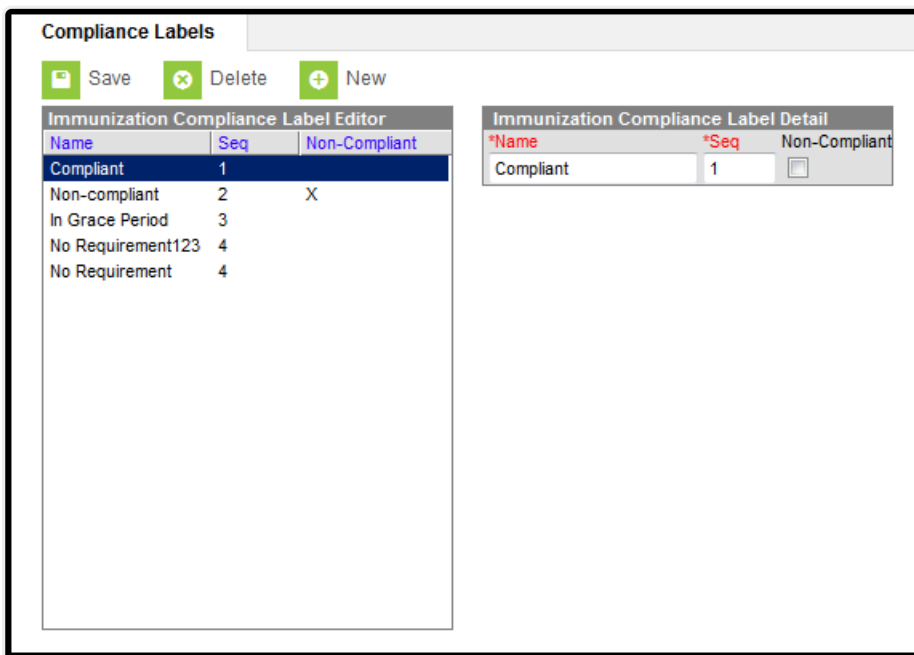 Compliance Labels
Save Delete New
Immunization Compliance Label Editor
Name Seq Non-Compliant
Compliant 1
Non-compliant 2 X
In Grace Period 3
No Requirement123 4
No Requirement 4
Immunization Compliance Label Detail
*Name *Seq Non-Compliant
Compliant 1